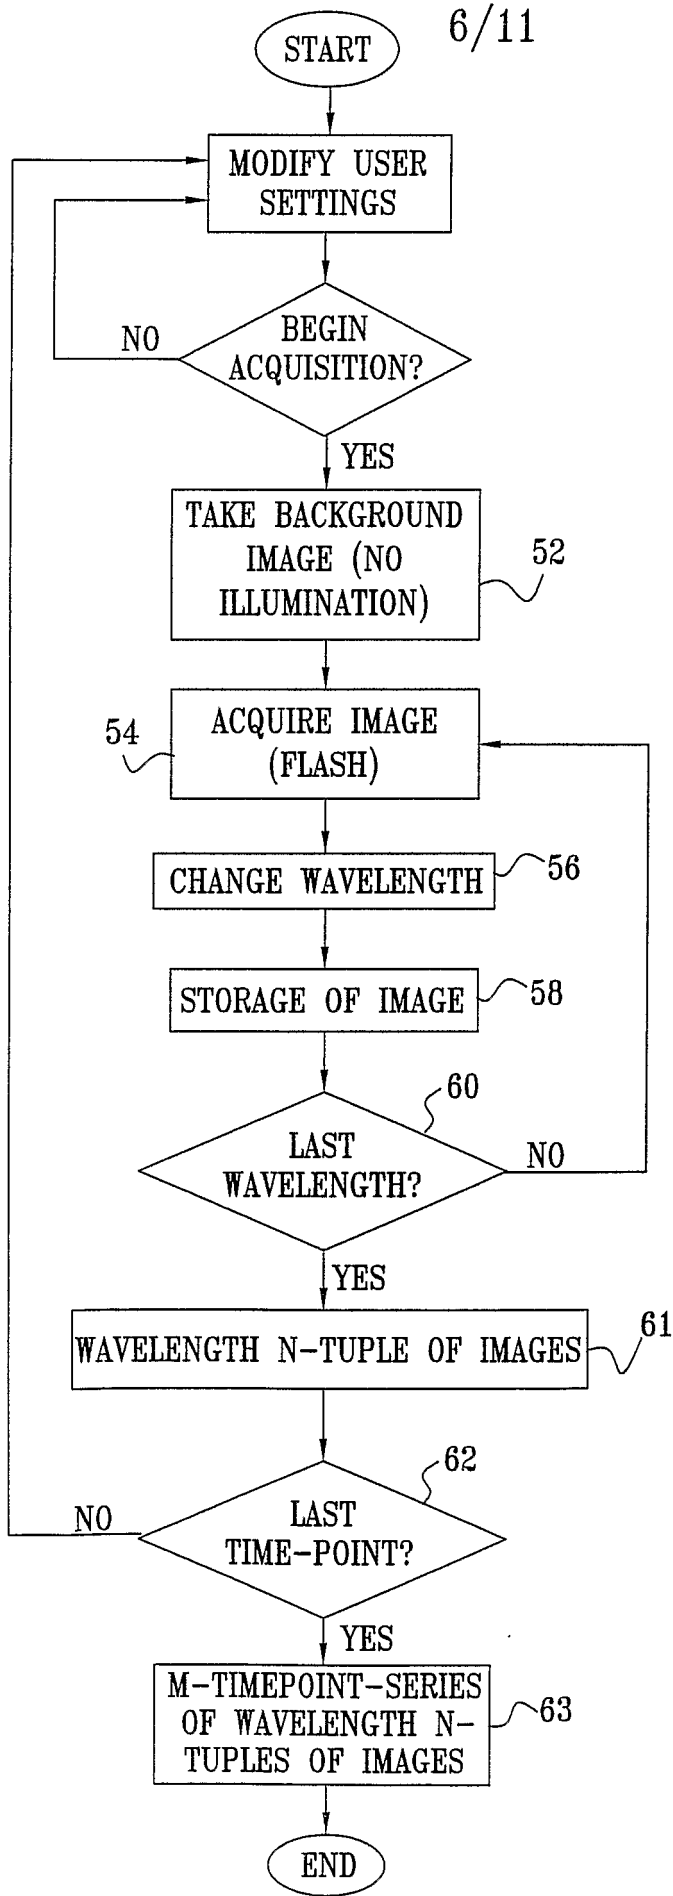 6/11
START
MODIFY USER
SETTINGS
BEGIN
ACQUISITION?
NO
YES
TAKE BACKGROUND
IMAGE (NO
ILLUMINATION)
52
ACQUIRE IMAGE
(FLASH)
54
CHANGE WAVELENGTH
56
STORAGE OF IMAGE
58
60
LAST
WAVELENGTH?
NO
YES
WAVELENGTH N-TUPLE OF IMAGES
61
62
LAST
TIME-POINT?
NO
YES
M-TIMEPOINT-SERIES
OF WAVELENGTH N-
TUPLES OF IMAGES
63
END